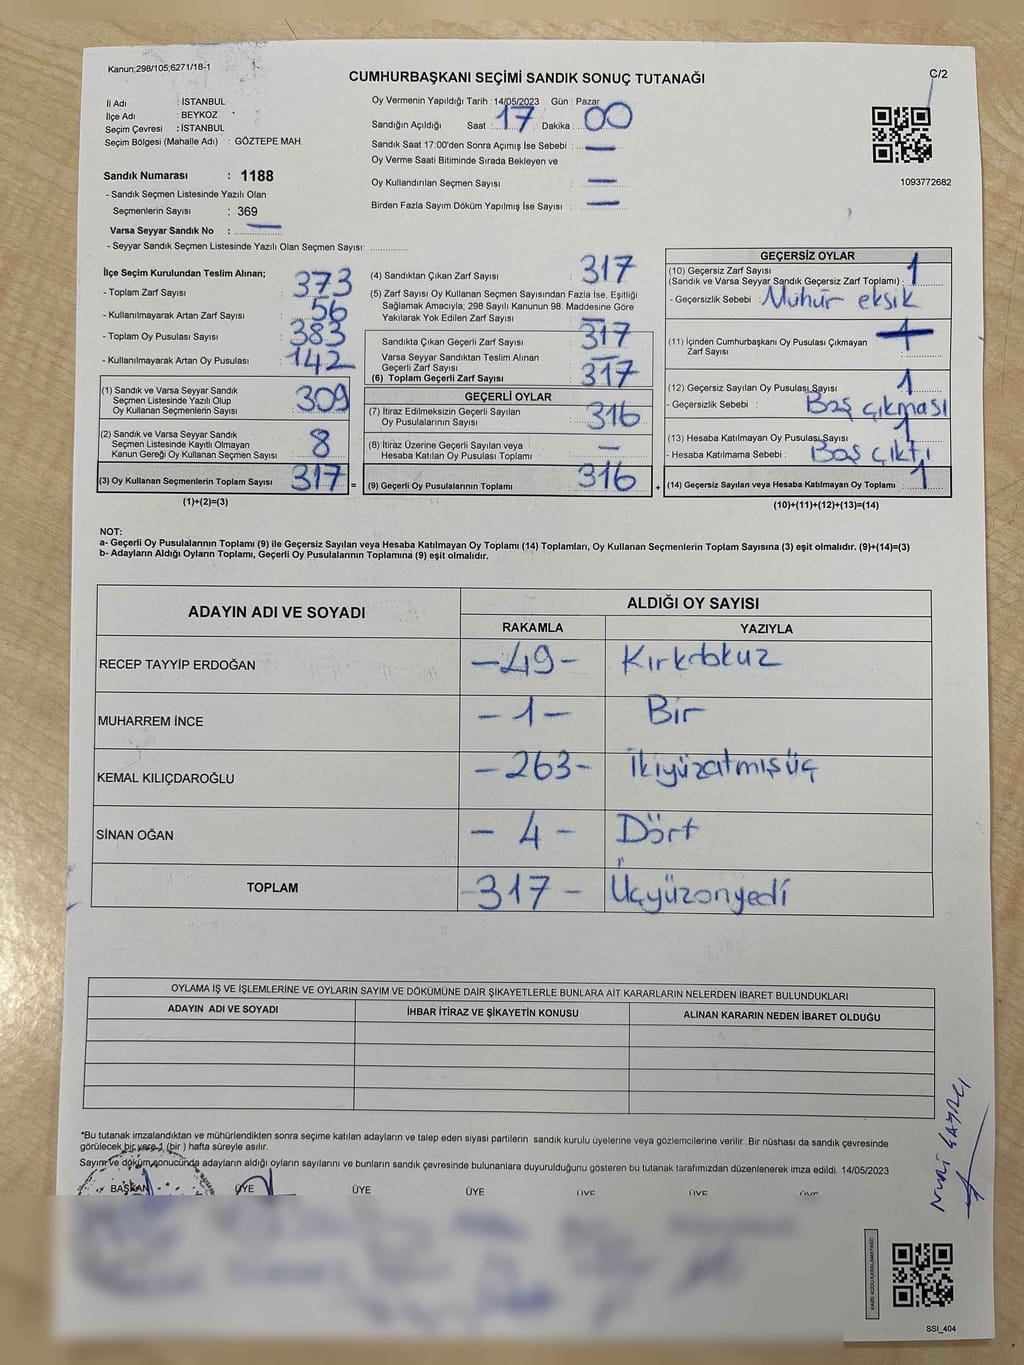 Kanun;298/105;6271/18-1
CUMHURBAŞKANI SEÇİMİ SANDIK SONUÇ TUTANAĞI
C/2
İl Adı : İSTANBUL
İlçe Adı : BEYKOZ
Seçim Çevresi : İSTANBUL
Seçim Bölgesi (Mahalle Adı) : GÖZTEPE MAH.
Oy Vermenin Yapıldığı Tarih : 14/05/2023 Gün : Pazar
Sandığın Açıldığı Saat : 17 Dakika : 00
Sandık Saat 17:00'den Sonra Açımış İse Sebebi : —
Oy Verme Saati Bitiminde Sırada Bekleyen ve
Oy Kullandırılan Seçmen Sayısı : —
Birden Fazla Sayım Döküm Yapılmış İse Sayısı : —
1093772682
Sandık Numarası : 1188
- Sandık Seçmen Listesinde Yazılı Olan
Seçmenlerin Sayısı : 369
Varsa Seyyar Sandık No : —
- Seyyar Sandık Seçmen Listesinde Yazılı Olan Seçmen Sayısı: ..............
İlçe Seçim Kurulundan Teslim Alınan;
- Toplam Zarf Sayısı 373
- Kullanılmayarak Artan Zarf Sayısı 56
- Toplam Oy Pusulası Sayısı 383
- Kullanılmayarak Artan Oy Pusulası 142
(1) Sandık ve Varsa Seyyar Sandık
Seçmen Listesinde Yazılı Olup
Oy Kullanan Seçmenlerin Sayısı 309
(2) Sandık ve Varsa Seyyar Sandık
Seçmen Listesinde Kayıtlı Olmayan
Kanun Gereği Oy Kullanan Seçmen Sayısı 8
(3) Oy Kullanan Seçmenlerin Toplam Sayısı 317 =
(1)+(2)=(3)
(4) Sandıktan Çıkan Zarf Sayısı 317
(5) Zarf Sayısı Oy Kullanan Seçmen Sayısından Fazla İse, Eşitliği
Sağlamak Amacıyla; 298 Sayılı Kanunun 98. Maddesine Göre
Yakılarak Yok Edilen Zarf Sayısı
Sandıkta Çıkan Geçerli Zarf Sayısı 317
Varsa Seyyar Sandıktan Teslim Alınan
Geçerli Zarf Sayısı —
(6) Toplam Geçerli Zarf Sayısı 317
GEÇERLİ OYLAR
(7) İtiraz Edilmeksizin Geçerli Sayılan
Oy Pusulalarının Sayısı 316
(8) İtiraz Üzerine Geçerli Sayılan veya
Hesaba Katılan Oy Pusulası Toplamı —
(9) Geçerli Oy Pusulalarının Toplamı 316 +
GEÇERSİZ OYLAR
(10) Geçersiz Zarf Sayısı
(Sandık ve Varsa Seyyar Sandık Geçersiz Zarf Toplamı) : 1
- Geçersizlik Sebebi : Mühür eksik
(11) İçinden Cumhurbaşkanı Oy Pusulası Çıkmayan
Zarf Sayısı
(12) Geçersiz Sayılan Oy Pusulası Sayısı 1
- Geçersizlik Sebebi : Boş çıkması
(13) Hesaba Katılmayan Oy Pusulası Sayısı 1
- Hesaba Katılmama Sebebi : Boş çıktı
(14) Geçersiz Sayılan veya Hesaba Katılmayan Oy Toplamı : 1
(10)+(11)+(12)+(13)=(14)
NOT:
a- Geçerli Oy Pusulalarının Toplamı (9) ile Geçersiz Sayılan veya Hesaba Katılmayan Oy Toplamı (14) Toplamları, Oy Kullanan Seçmenlerin Toplam Sayısına (3) eşit olmalıdır. (9)+(14)=(3)
b- Adayların Aldığı Oyların Toplamı, Geçerli Oy Pusulalarının Toplamına (9) eşit olmalıdır.
ADAYIN ADI VE SOYADI ALDIĞI OY SAYISI
RAKAMLA YAZIYLA
RECEP TAYYİP ERDOĞAN -49- Kırkdokuz
MUHARREM İNCE -1- Bir
KEMAL KILIÇDAROĞLU -263- İkiyüzatmışüç
SİNAN OĞAN -4- Dört
TOPLAM -317- Üçyüzonyedi
OYLAMA İŞ VE İŞLEMLERİNE VE OYLARIN SAYIM VE DÖKÜMÜNE DAİR ŞİKAYETLERLE BUNLARA AİT KARARLARIN NELERDEN İBARET BULUNDUKLARI
ADAYIN ADI VE SOYADI İHBAR İTİRAZ VE ŞİKAYETİN KONUSU ALINAN KARARIN NEDEN İBARET OLDUĞU
*Bu tutanak imzalandıktan ve mühürlendikten sonra seçime katılan adayların ve talep eden siyasi partilerin sandık kurulu üyelerine veya gözlemcilerine verilir .Bir nüshası da sandık çevresinde
görülecek bir yere 1 (bir ) hafta süreyle asılır.
Sayım ve döküm sonucunda adayların aldığı oyların sayılarını ve bunların sandık çevresinde bulunanlara duyurulduğunu gösteren bu tutanak tarafımızdan düzenlenerek imza edildi. 14/05/2023
BAŞKAN ÜYE ÜYE ÜYE ÜYE ÜYE ÜYE
SSI_404